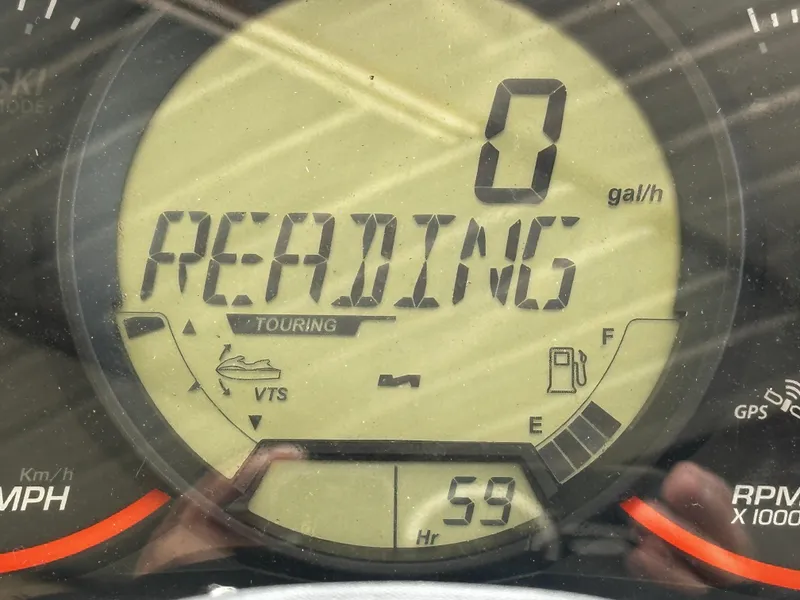 SKI
MODE
0
gal/h
READING
TOURING
F
VTS
E
GPS
Km/h
MPH
59
Hr
RPM
X 1000